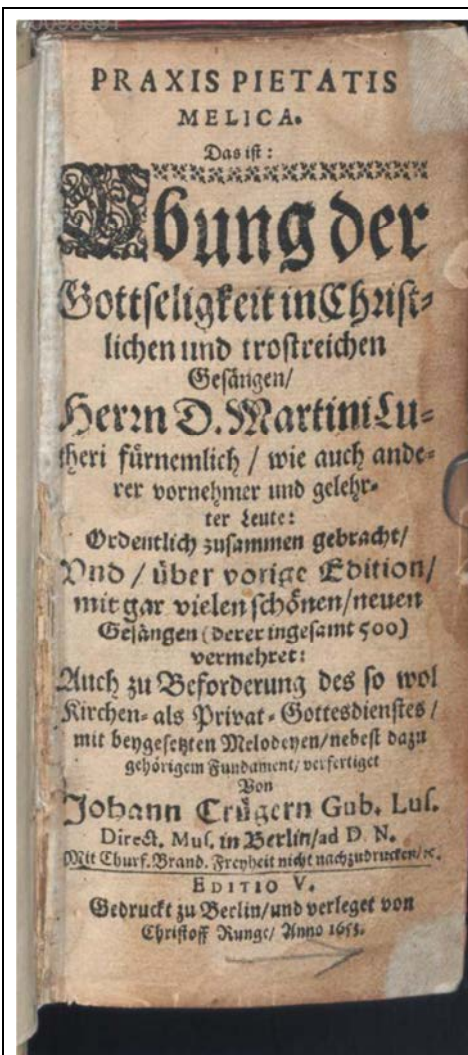 PRAXIS PIETATIS
MELICA.
Das ist:
Ubung der
Gottseligkeit in Christ-
lichen und trostreichen
Gesängen/
Herrn D. Martini Lu-
theri fürnemlich / wie auch ande-
rer vornehmer und gelehr-
ter Leute:
Ordentlich zusammen gebracht/
Vnd / über vorige Edition/
mit gar vielen schönen/neuen
Gesängen (derer ingesamt 500)
vermehret:
Auch zu Beforderung des so wol
Kirchen- als Privat-Gottesdienstes /
mit beygesetzten Melodeyen/nebest dazu
gehörigem Fundament/ verfertiget
Von
Johann Crügern Gub. Lus.
Direct. Mus. in Berlin/ad D. N.
Mit Churf. Brand. Freyheit nicht nachzudrucken/ꝛc.
EDITIO V.
Gedruckt zu Berlin/und verleget von
Christoff Runge/ Anno 1653.